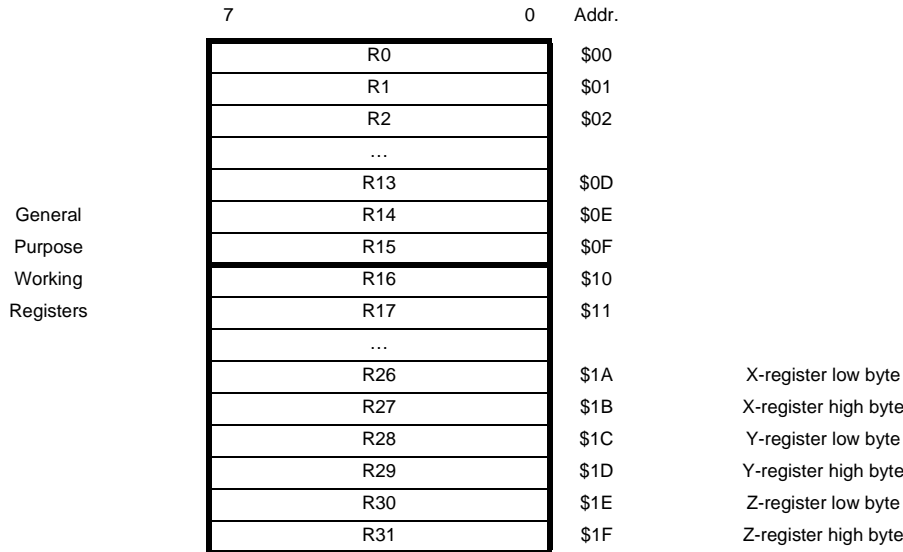 7 0 Addr.
R0 $00
R1 $01
R2 $02
…
R13 $0D
General R14 $0E
Purpose R15 $0F
Working R16 $10
Registers R17 $11
…
R26 $1A X-register low byte
R27 $1B X-register high byte
R28 $1C Y-register low byte
R29 $1D Y-register high byte
R30 $1E Z-register low byte
R31 $1F Z-register high byte